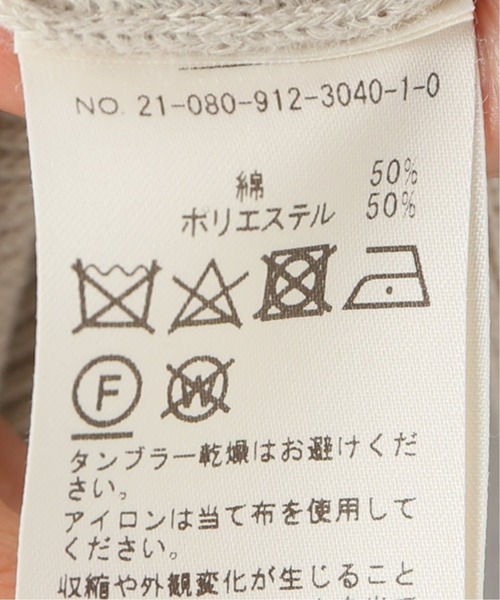 NO. 21-080-912-3040-1-0
綿 50%
ポリエステル 50%
F
W
タンブラー乾燥はお避けくだ
さい。
アイロンは当て布を使用して
ください。
収縮や外観変化が生じること